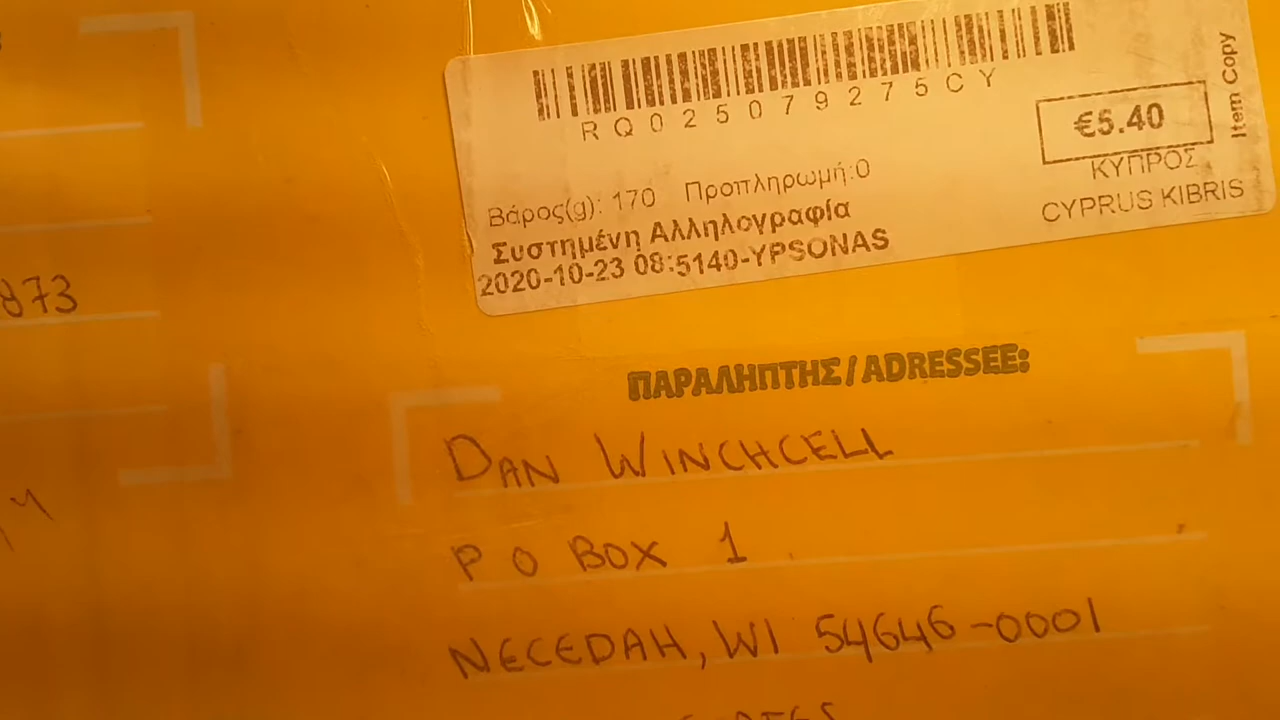 RQ025079275CY
€5.40
Item Copy
ΚΥΠΡΟΣ
CYPRUS KIBRIS
Βάρος(g): 170 Προπληρωμή:0
Συστημένη Αλληλογραφία
2020-10-23 08:5140-YPSONAS
873
ΠΑΡΑΛΗΠΤΗΣ/ADRESSEE:
DAN WINCHCELL
P O BOX 1
NECEDAH, WI 54646-0001